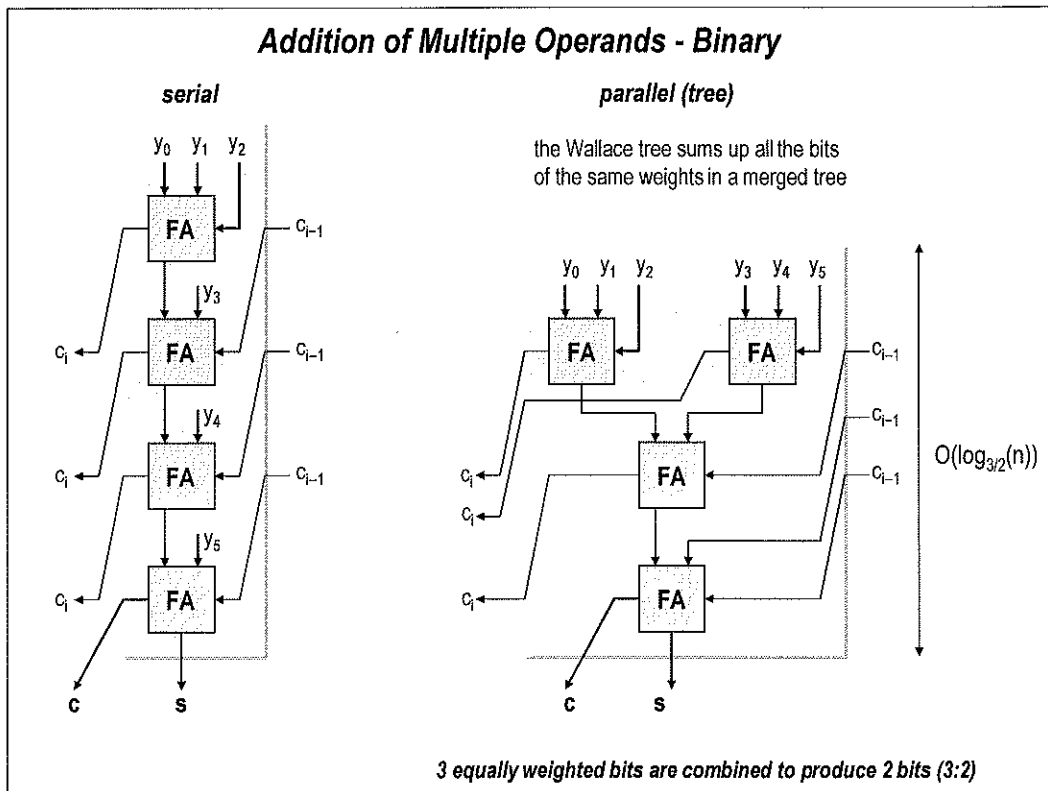 Addition of Multiple Operands - Binary
serial
y₀ y₁ y₂
FA
cᵢ₋₁
y₃
cᵢ
FA
cᵢ₋₁
y₄
cᵢ
FA
cᵢ₋₁
y₅
cᵢ
FA
c s
parallel (tree)
the Wallace tree sums up all the bits
of the same weights in a merged tree
y₀ y₁ y₂ y₃ y₄ y₅
FA FA
cᵢ₋₁
cᵢ₋₁
cᵢ
FA
cᵢ₋₁
cᵢ
cᵢ
FA
c s
O(log₃/₂(n))
3 equally weighted bits are combined to produce 2 bits (3:2)